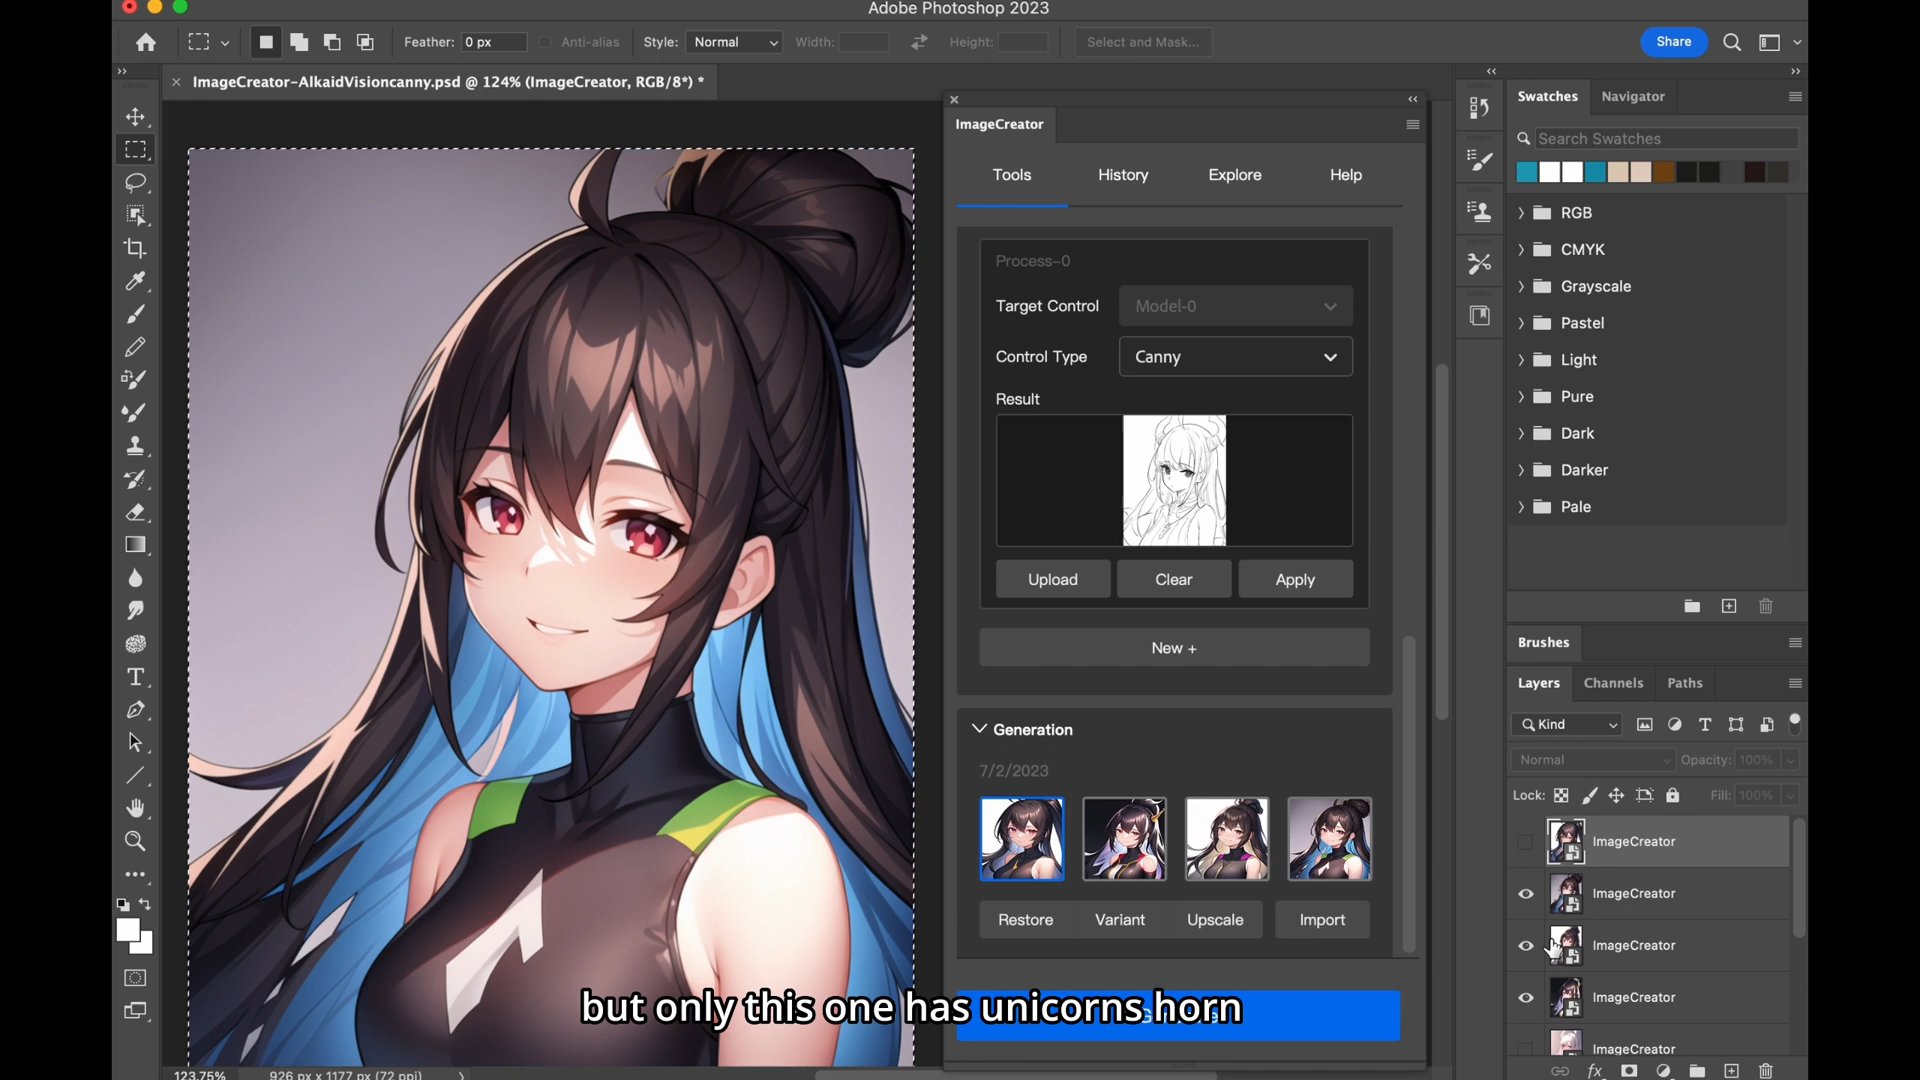 Adobe Photoshop 2023
Feather: 0 px Anti-alias Style: Normal Width: Height: Select and Mask... Share
ImageCreator-AlkaidVisioncanny.psd @ 124% (ImageCreator, RGB/8*) *
ImageCreator
Tools History Explore Help
Process-0
Target Control Model-0
Control Type Canny
Result
Upload Clear Apply
New +
Generation
7/2/2023
Restore Variant Upscale Import
but only this one has unicorns horn
123.75% 926 px x 1177 px (72 ppi)
Swatches Navigator
Search Swatches
RGB
CMYK
Grayscale
Pastel
Light
Pure
Dark
Darker
Pale
Brushes
Layers Channels Paths
Kind
Normal Opacity: 100%
Lock: Fill: 100%
ImageCreator
ImageCreator
ImageCreator
ImageCreator
ImageCreator